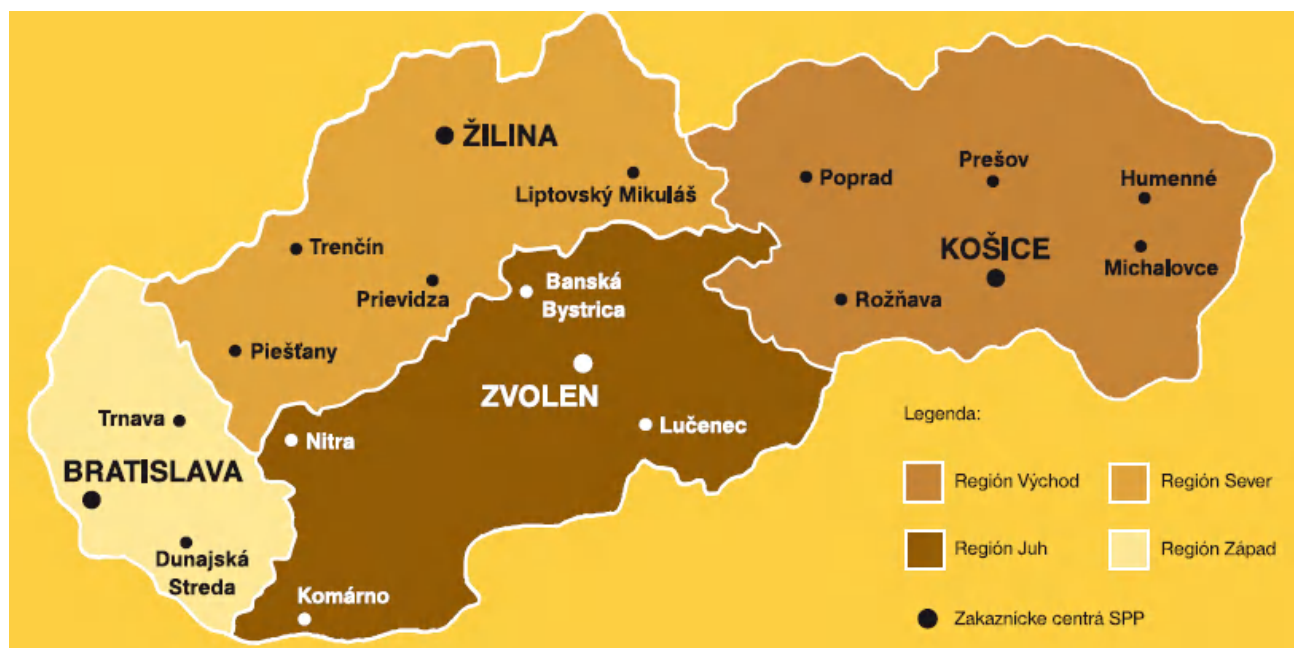 ŽILINA
Liptovský Mikuláš
Trenčín
Prievidza
Piešťany
Poprad
Prešov
Humenné
KOŠICE
Michalovce
Rožňava
Banská
Bystrica
ZVOLEN
Lučenec
Nitra
Komárno
Trnava
BRATISLAVA
Dunajská
Streda
Legenda:
Región Východ
Región Sever
Región Juh
Región Západ
Zakaznícke centrá SPP